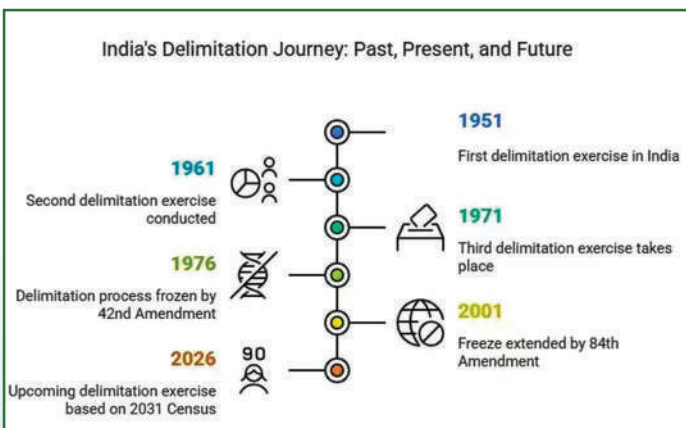 India's Delimitation Journey: Past, Present, and Future
1951
First delimitation exercise in India
1961
Second delimitation exercise
conducted
1971
Third delimitation exercise takes
place
1976
Delimitation process frozen by
42nd Amendment
2001
Freeze extended by 84th
Amendment
90
2026
Upcoming delimitation exercise
based on 2031 Census